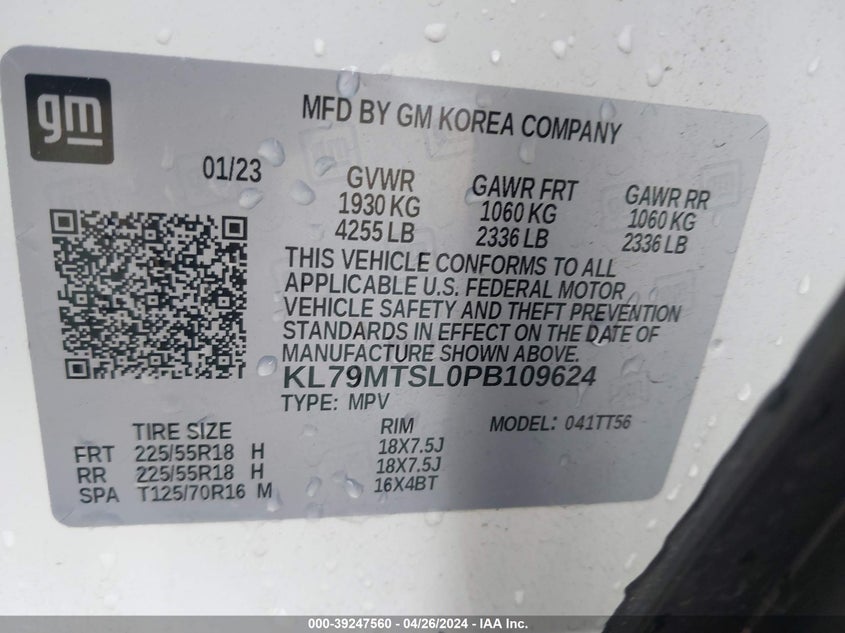 gm
MFD BY GM KOREA COMPANY
01/23
GVWR
1930 KG
4255 LB
GAWR FRT
1060 KG
2336 LB
GAWR RR
1060 KG
2336 LB
THIS VEHICLE CONFORMS TO ALL
APPLICABLE U.S. FEDERAL MOTOR
VEHICLE SAFETY AND THEFT PREVENTION
STANDARDS IN EFFECT ON THE DATE OF
MANUFACTURE SHOWN ABOVE.
KL79MTSL0PB109624
TYPE: MPV
MODEL: 041TT56
TIRE SIZE RIM
FRT 225/55R18 H 18X7.5J
RR 225/55R18 H 18X7.5J
SPA T125/70R16 M 16X4BT
000-39247560 - 04/26/2024 - IAA Inc.